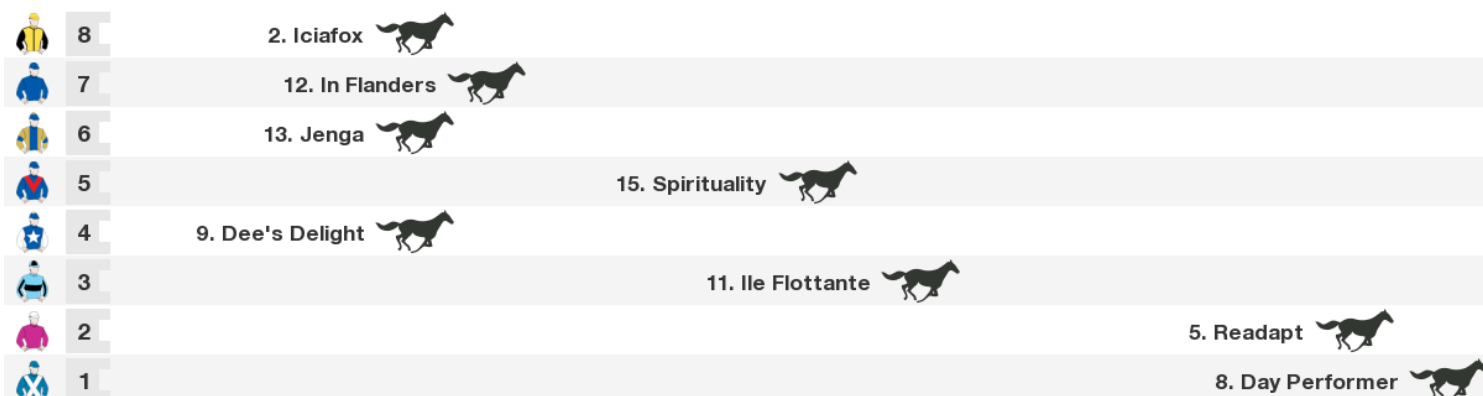 8 2. Iciafox
7 12. In Flanders
6 13. Jenga
5 15. Spirituality
4 9. Dee's Delight
3 11. Ile Flottante
2 5. Readapt
1 8. Day Performer